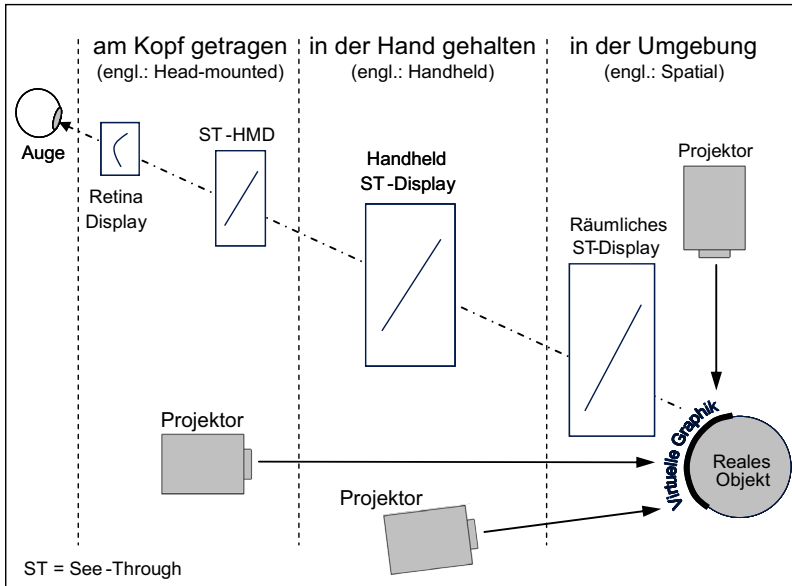 am Kopf getragen
(engl.: Head-mounted)
in der Hand gehalten
(engl.: Handheld)
in der Umgebung
(engl.: Spatial)
Auge
Retina
Display
ST-HMD
Handheld
ST-Display
Räumliches
ST-Display
Projektor
Projektor
Projektor
Virtuelle Graphik
Reales
Objekt
ST = See-Through